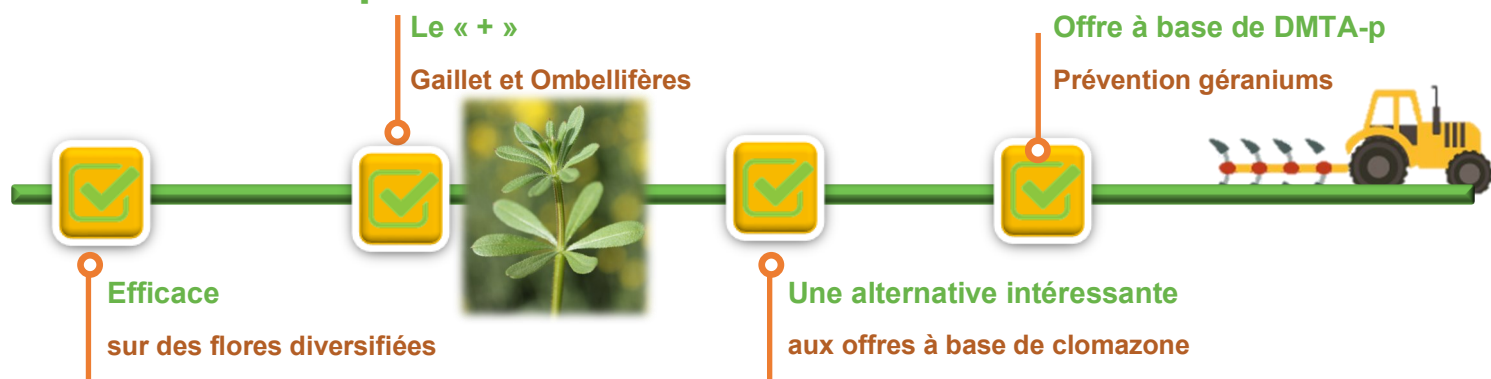 Le « + »
Gaillet et Ombellifères
Offre à base de DMTA-p
Prévention géraniums
Efficace
sur des flores diversifiées
Une alternative intéressante
aux offres à base de clomazone